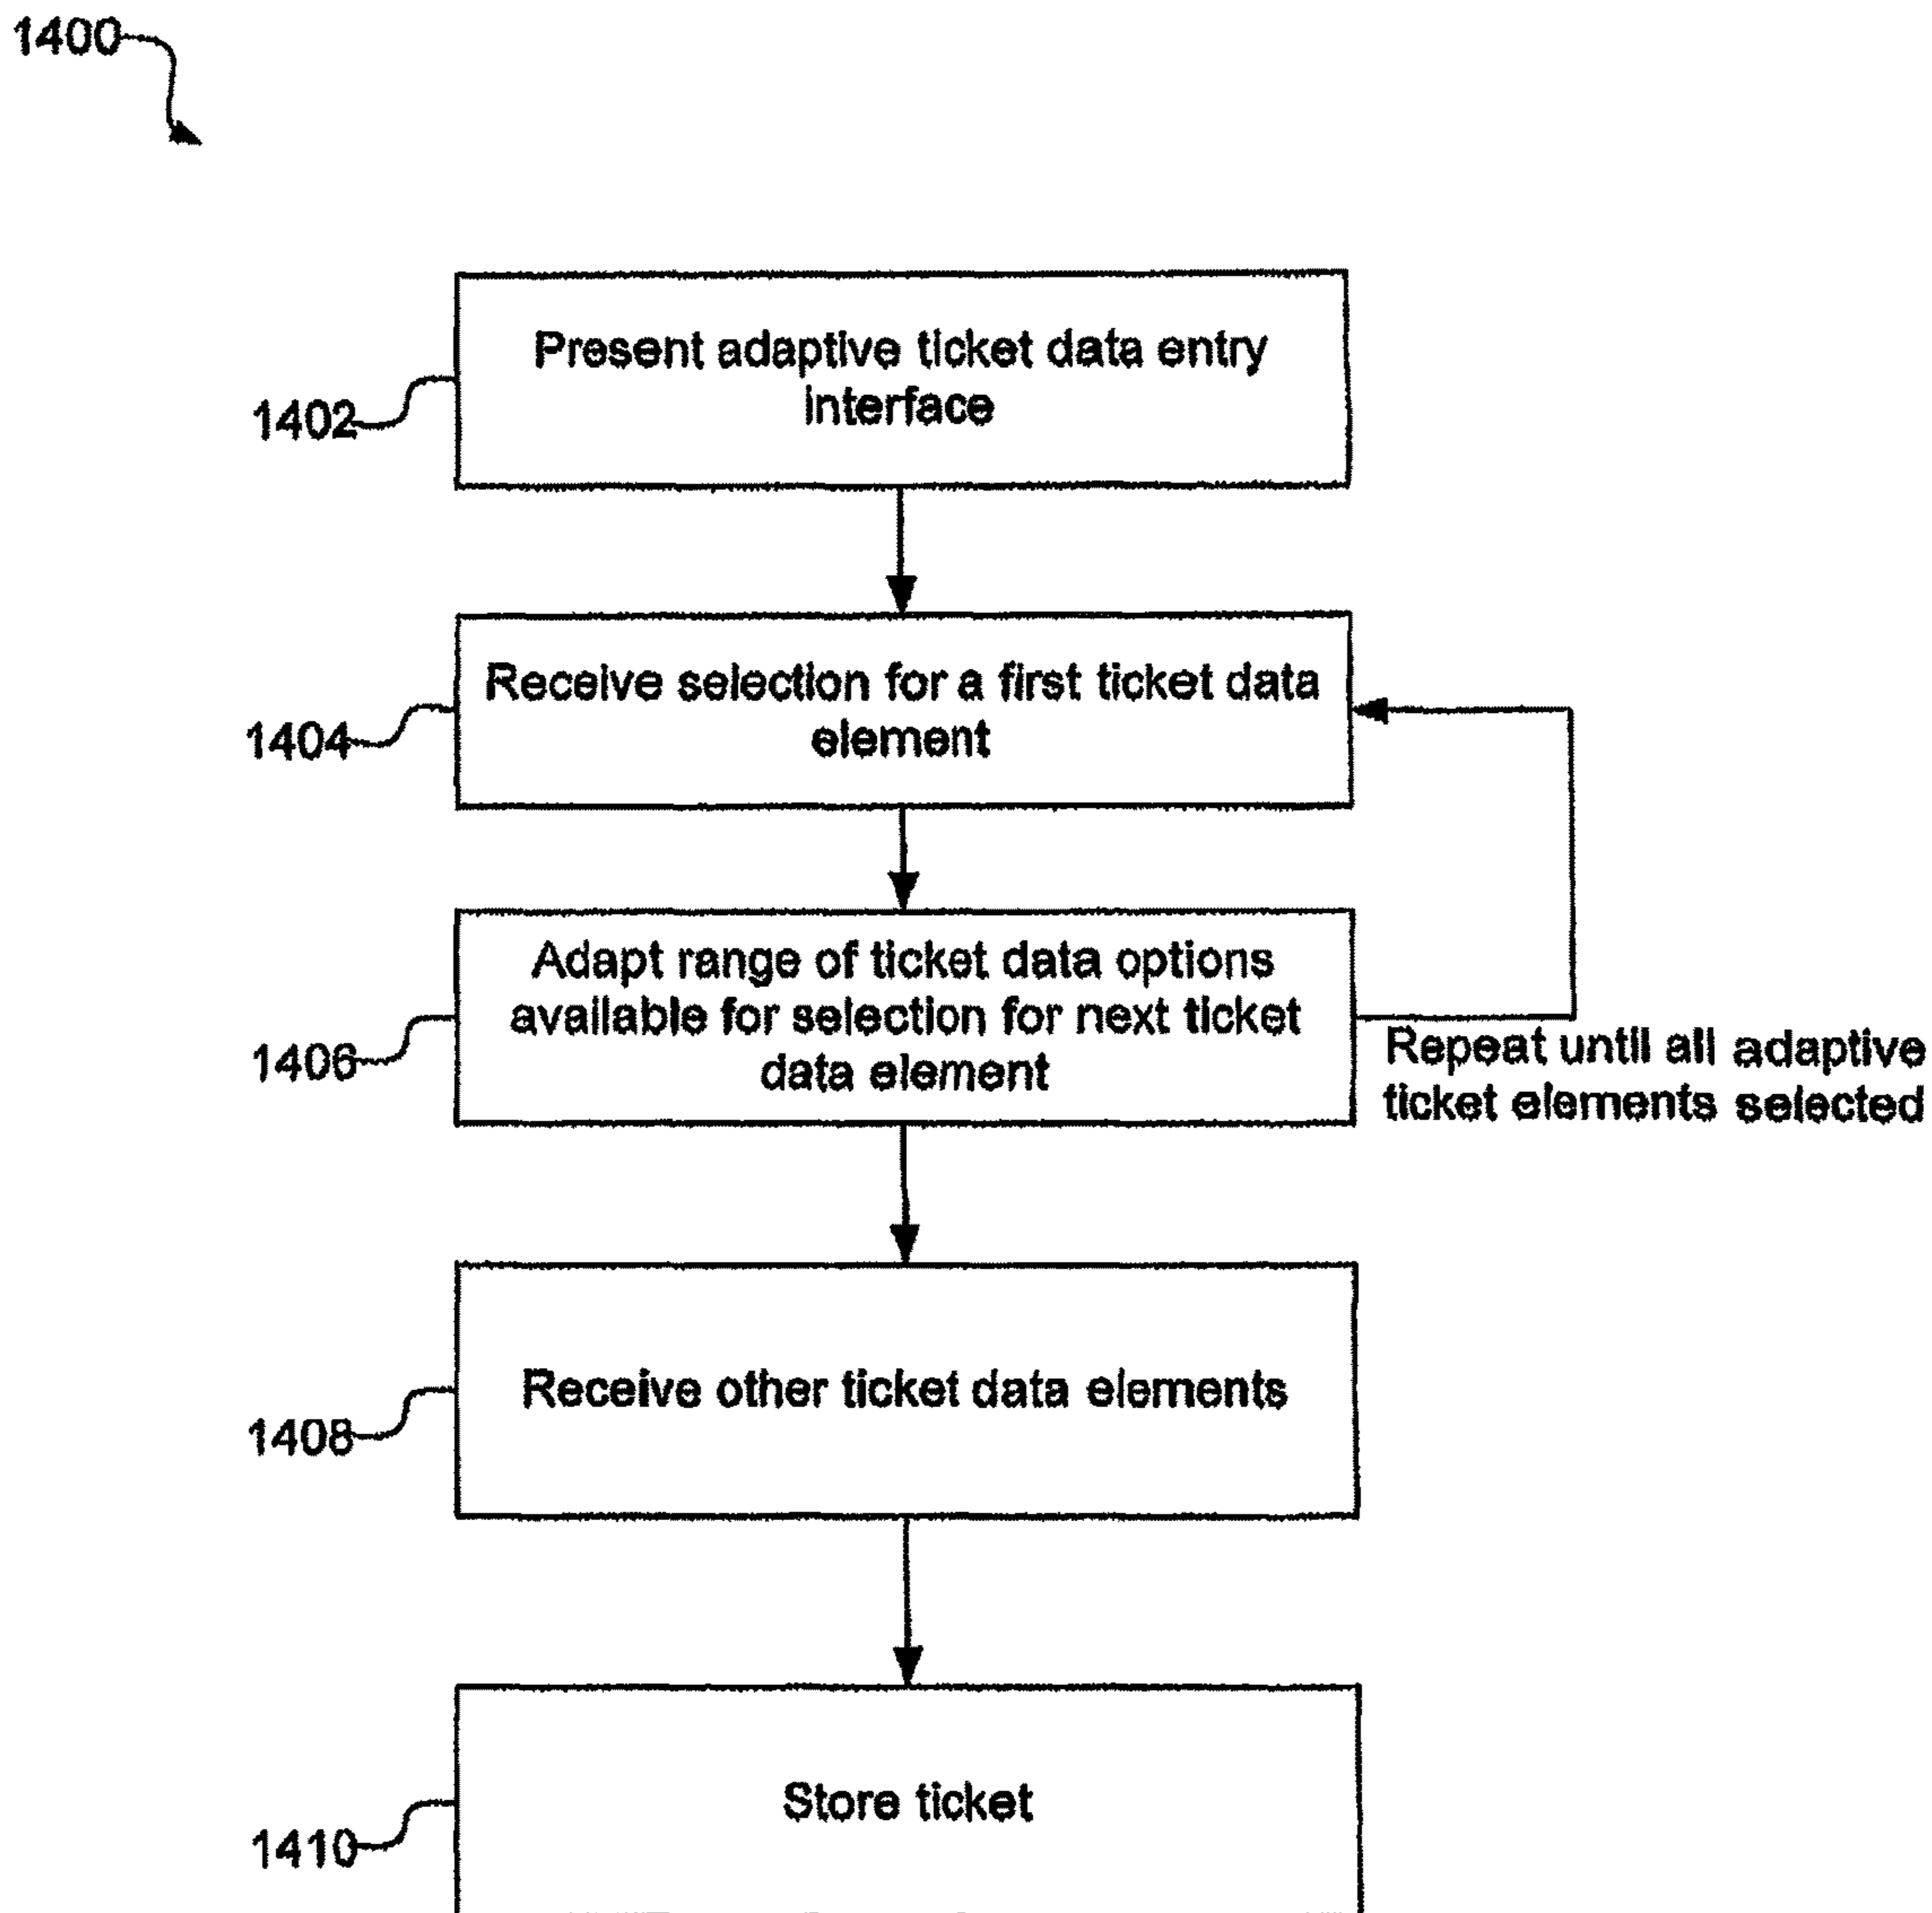 1400
Present adaptive ticket data entry
interface
1402
Receive selection for a first ticket data
element
1404
Adapt range of ticket data options
available for selection for next ticket
data element
1406
Repeat until all adaptive
ticket elements selected
Receive other ticket data elements
1408
Store ticket
1410